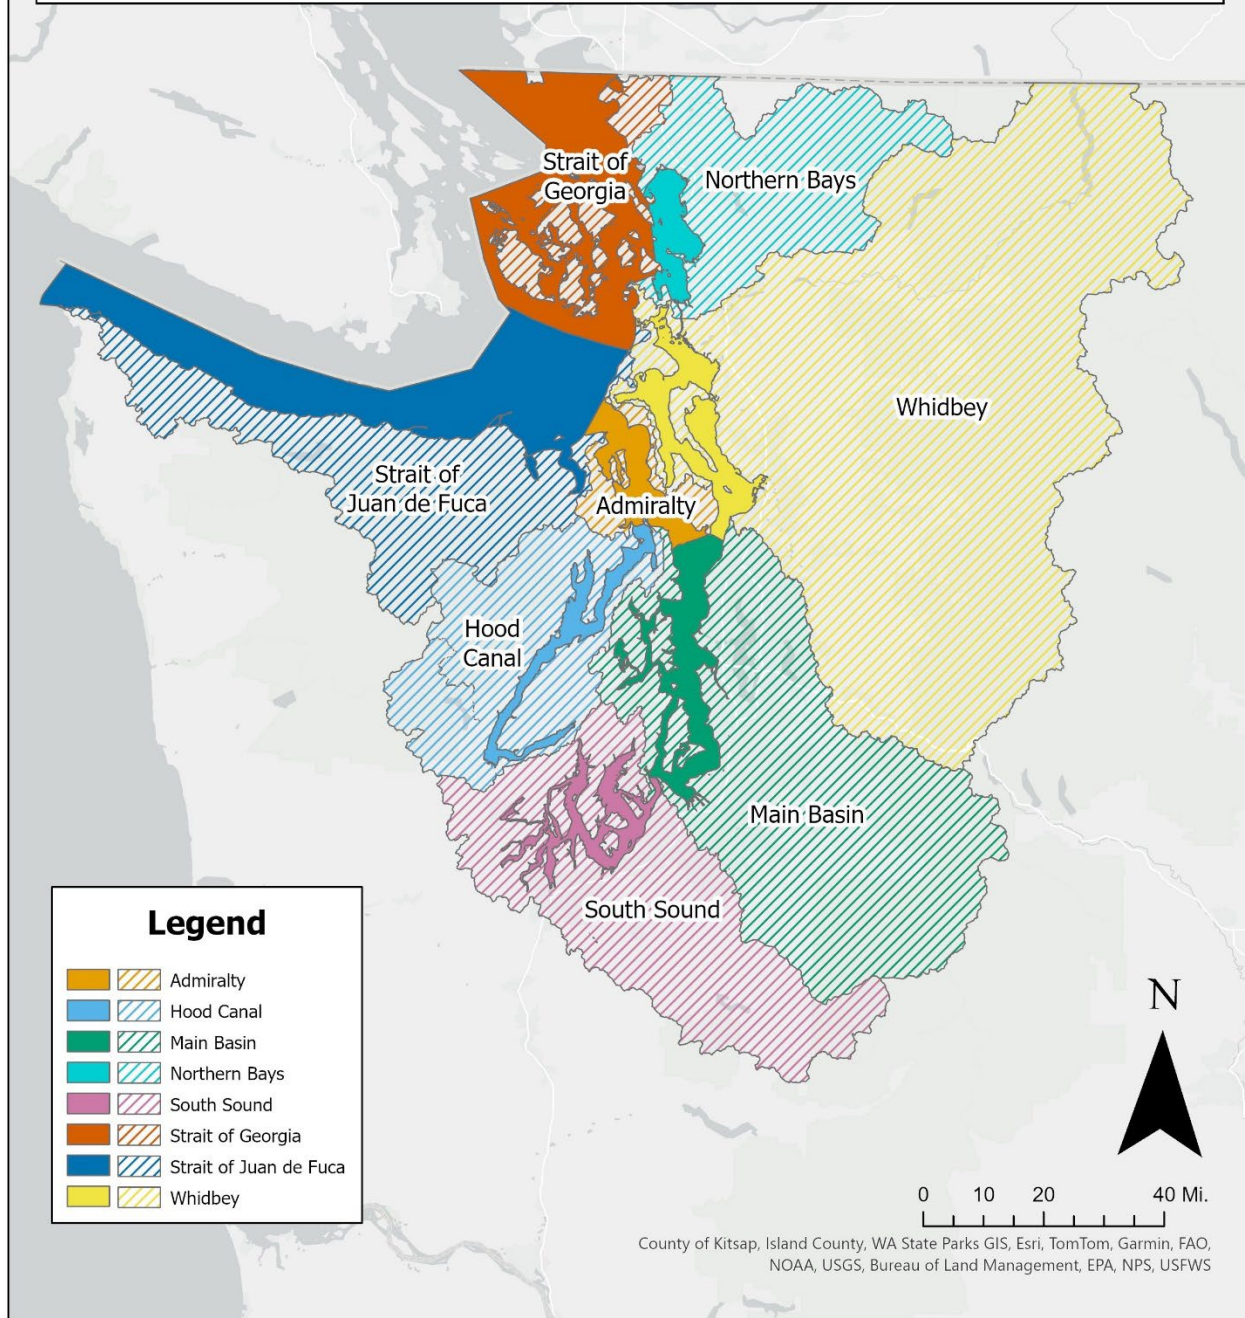 Strait of
Georgia
Northern Bays
Whidbey
Strait of
Juan de Fuca
Admiralty
Hood
Canal
Main Basin
South Sound
Legend
Admiralty
Hood Canal
Main Basin
Northern Bays
South Sound
Strait of Georgia
Strait of Juan de Fuca
Whidbey
N
0 10 20 40 Mi.
County of Kitsap, Island County, WA State Parks GIS, Esri, TomTom, Garmin, FAO,
NOAA, USGS, Bureau of Land Management, EPA, NPS, USFWS